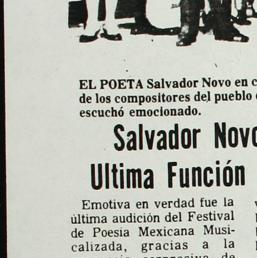 EL POETA Salvador Novo en c
de los compositores del pueblo
escuchó emocionado.
Salvador Novo
Ultima Función
Emotiva en verdad fue la
última audición del Festival
de Poesía Mexicana Musi-
calizada, gracias a la
de